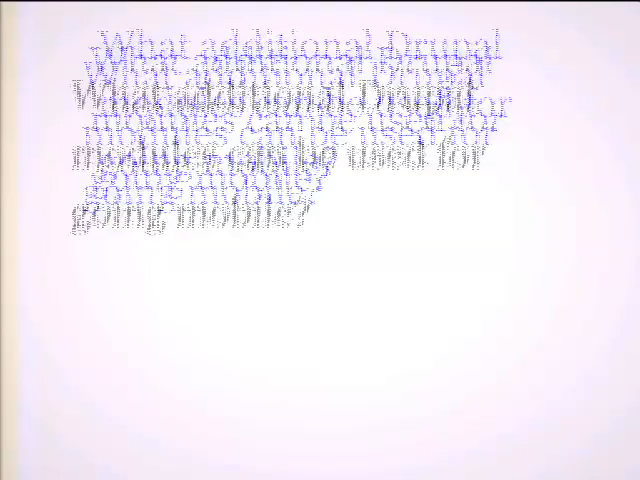 What additional Drupal
modules can be used for
going mobile?